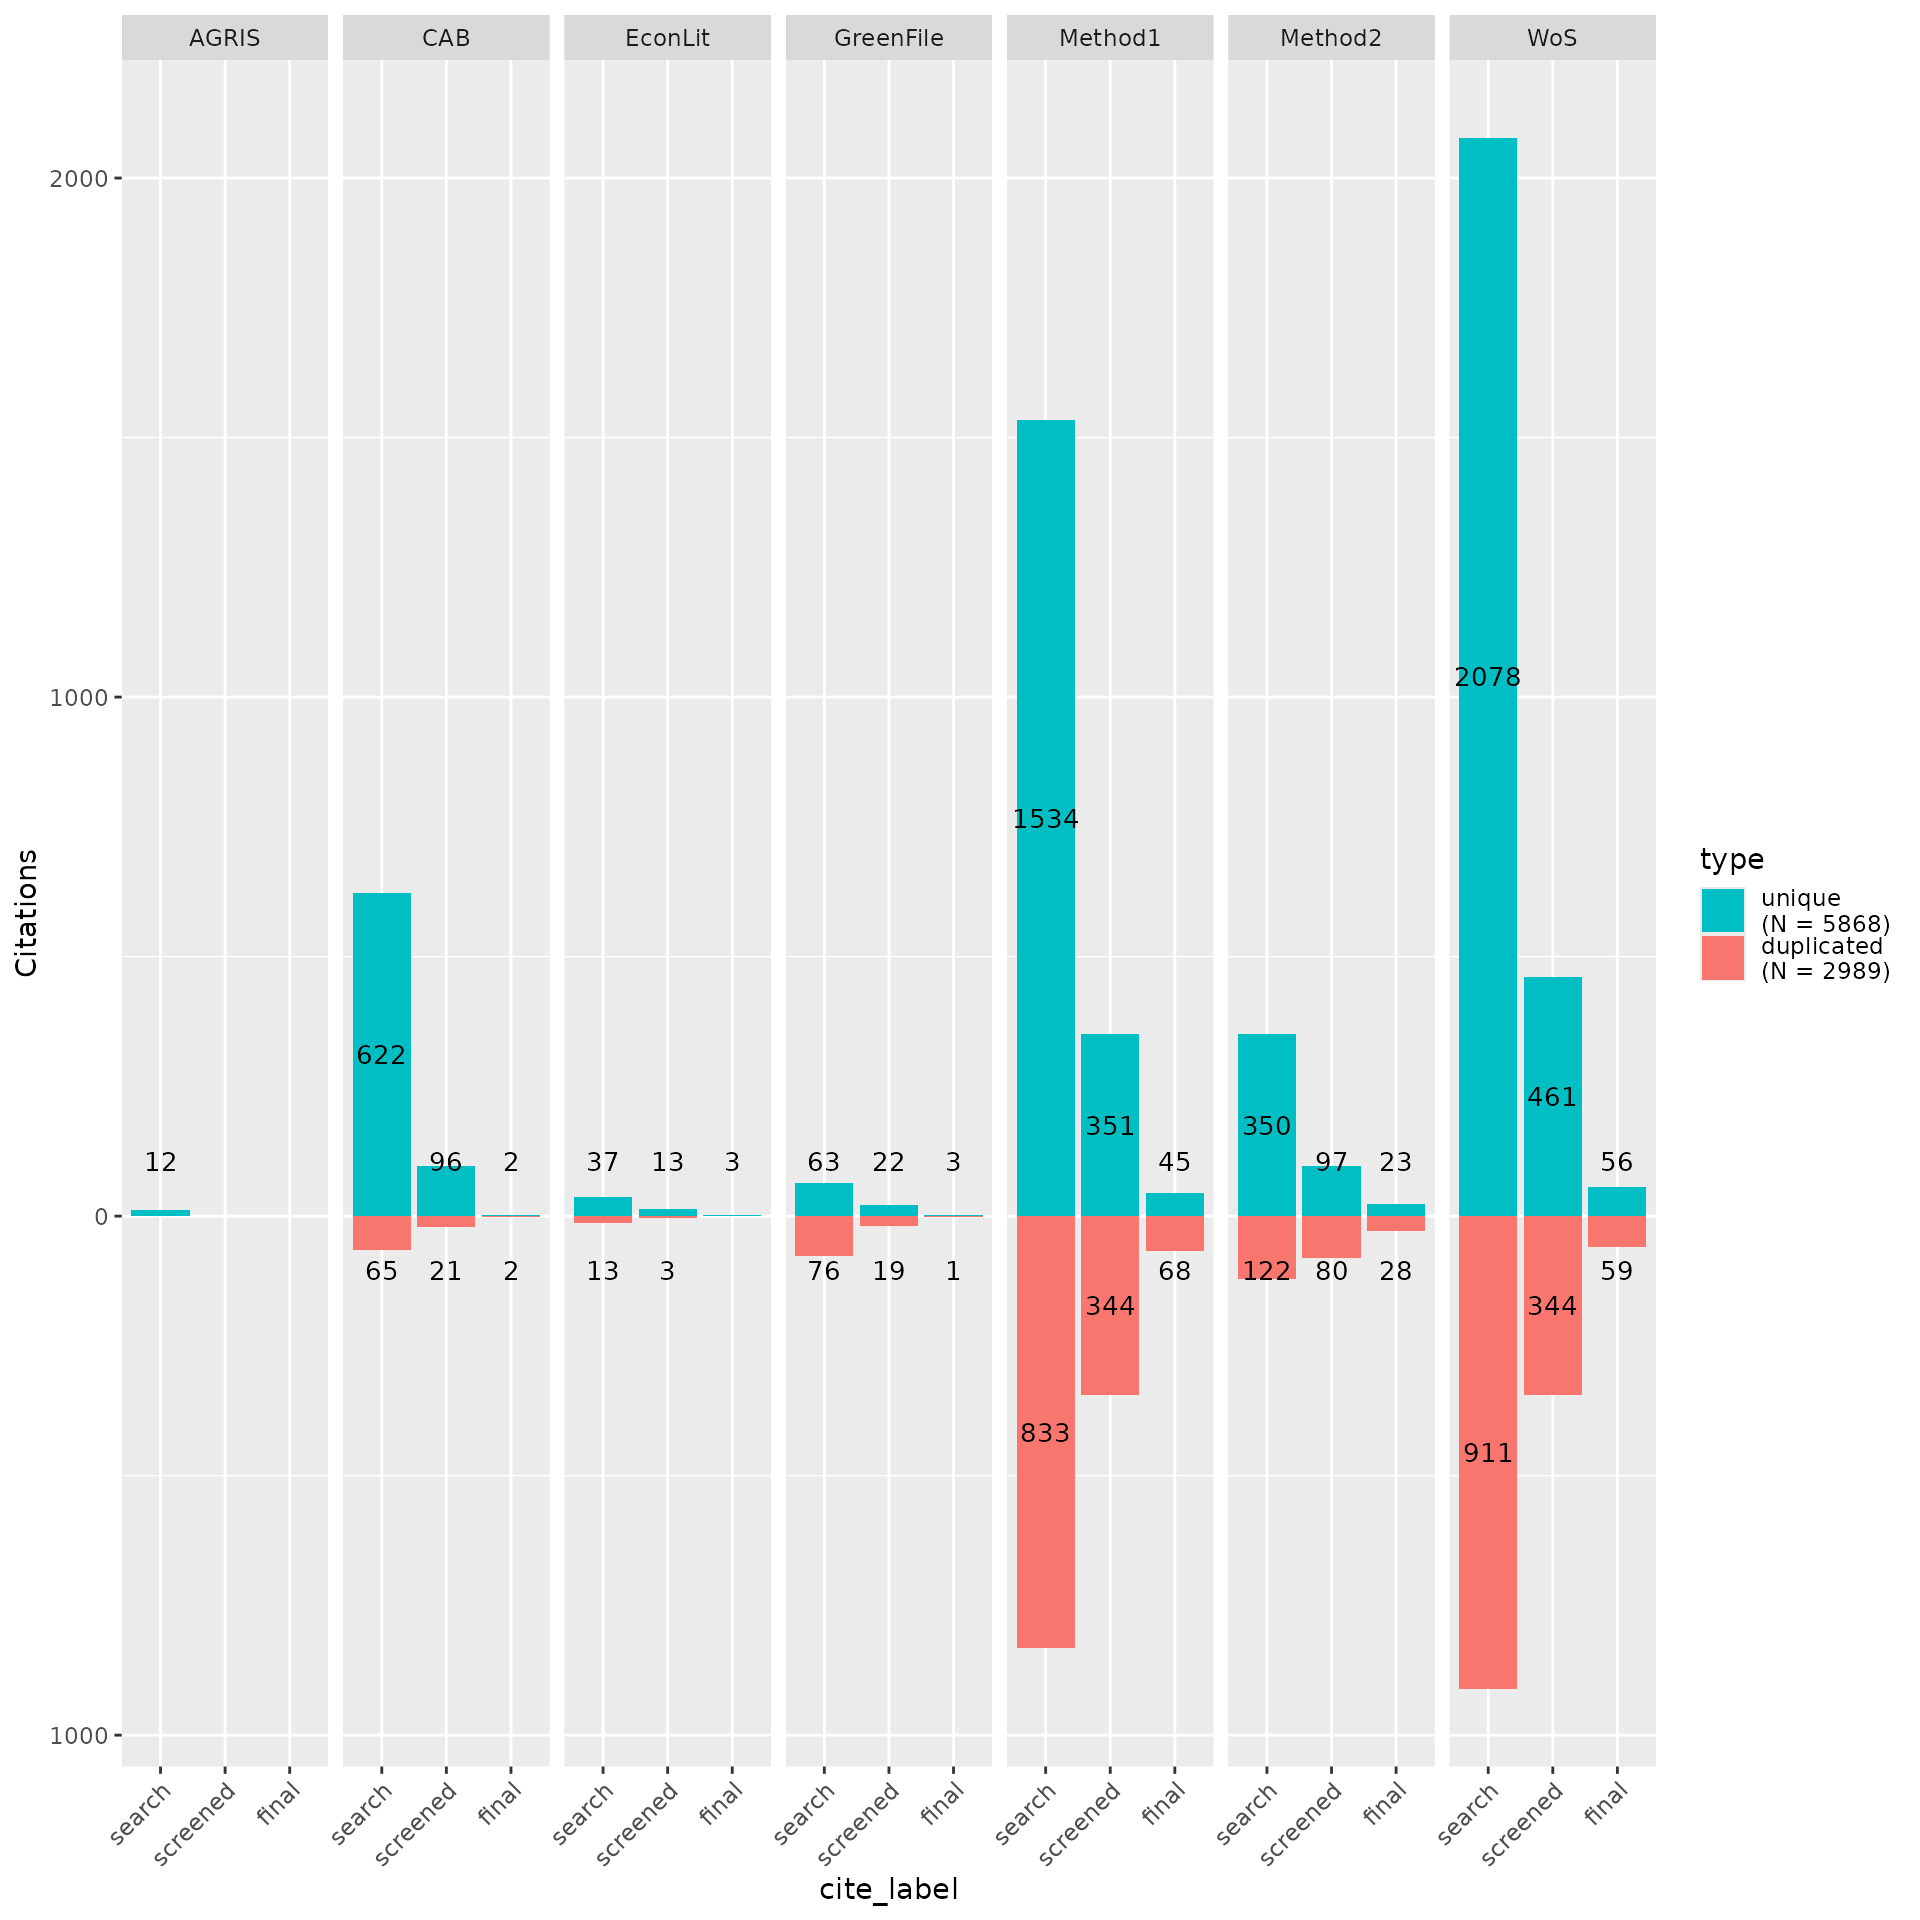 AGRIS CAB EconLit GreenFile Method1 Method2 WoS
2000
1000
0
1000
Citations
12
622 96 2
65 21 2
37 13 3
13 3
63 22 3
76 19 1
1534 351 45
833 344 68
350 97 23
122 80 28
2078 461 56
911 344 59
search screened final search screened final search screened final search screened final search screened final search screened final search screened final
cite_label
type
unique
(N = 5868)
duplicated
(N = 2989)